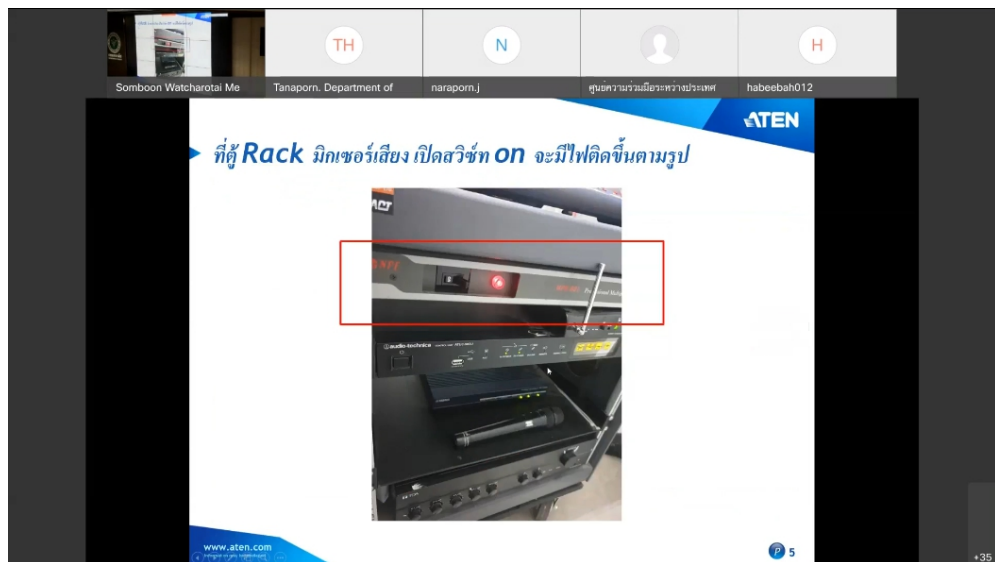 TH
N
H
Somboon Watcharotai Me
Tanaporn. Department of
naraporn.j
ศูนย์ความร่วมมือระหว่างประเทศ
habeebah012
ATEN
ที่ตู้ Rack มิกเซอร์เสียง เปิดสวิซ์ท on จะมีไฟติดขึ้นตามรูป
ACT
audio-technica
www.aten.com
P 5
+35